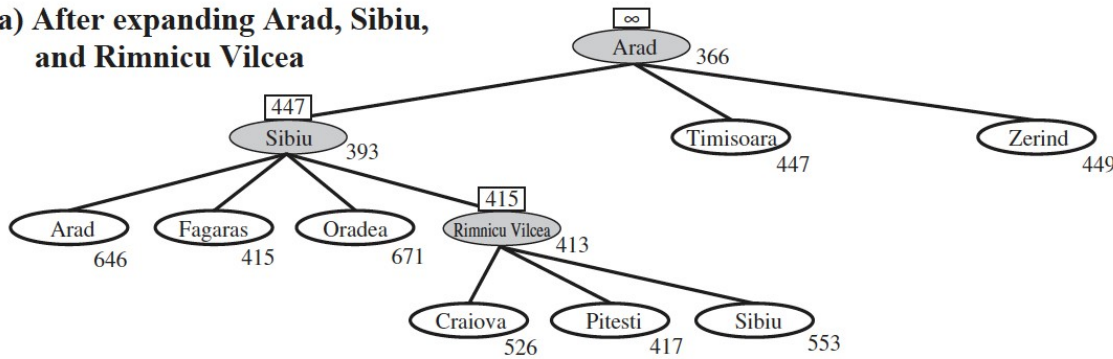 a) After expanding Arad, Sibiu,
and Rimnicu Vilcea
∞
Arad
366
447
Sibiu
393
Timisoara
447
Zerind
449
Arad
646
Fagaras
415
Oradea
671
415
Rimnicu Vilcea
413
Craiova
526
Pitesti
417
Sibiu
553